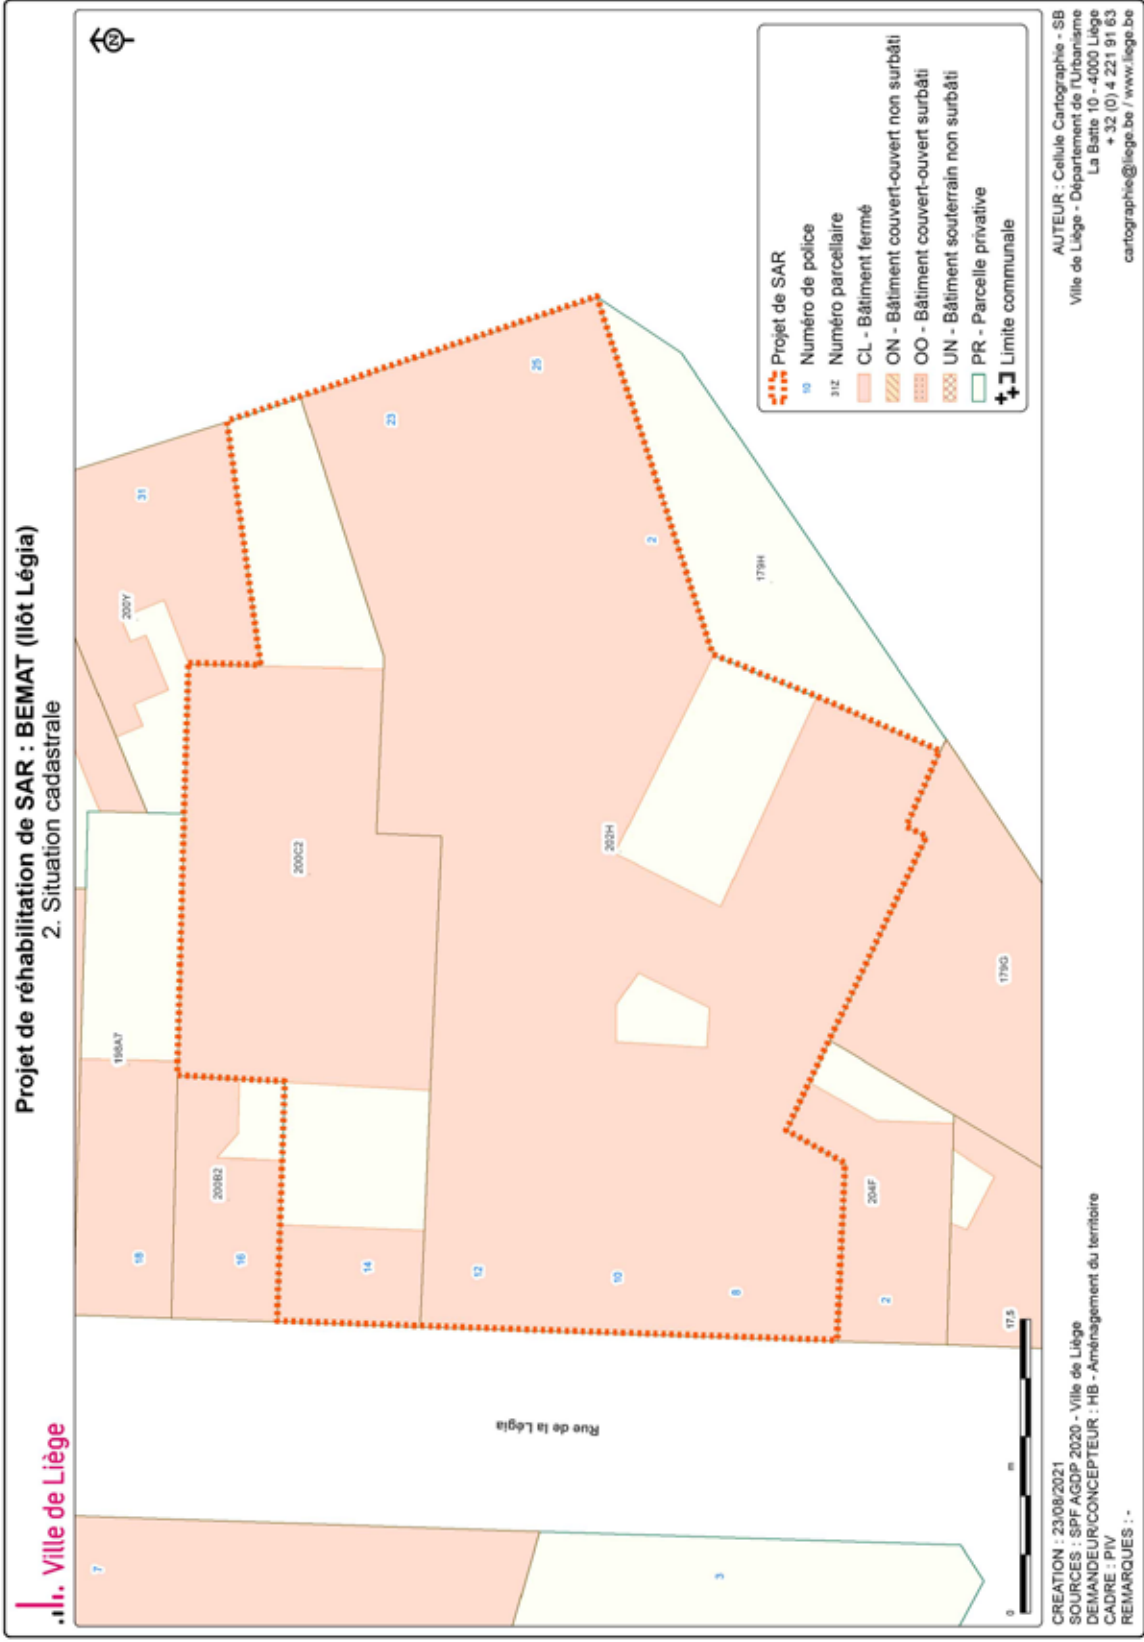 Projet de réhabilitation de SAR : BEMAT (Ilôt Légia)
2. Situation cadastrale
Ville de Liège
N
7
3
Rue de la Légia
18
198A7
16
200B2
14
12
10
8
2
204F
200C2
200Y
31
23
25
2
202H
179H
179G
0
m
17,5
Projet de SAR
10 Numéro de police
31Z Numéro parcellaire
CL - Bâtiment fermé
ON - Bâtiment couvert-ouvert non surbâti
OO - Bâtiment couvert-ouvert surbâti
UN - Bâtiment souterrain non surbâti
PR - Parcelle privative
Limite communale
CREATION : 23/08/2021
SOURCES : SPF AGDP 2020 - Ville de Liège
DEMANDEUR/CONCEPTEUR : HB - Aménagement du territoire
CADRE : PIV
REMARQUES : -
AUTEUR : Cellule Cartographie - SB
Ville de Liège - Département de l'Urbanisme
La Batte 10 - 4000 Liège
+ 32 (0) 4 221 91 63
cartographie@liege.be / www.liege.be